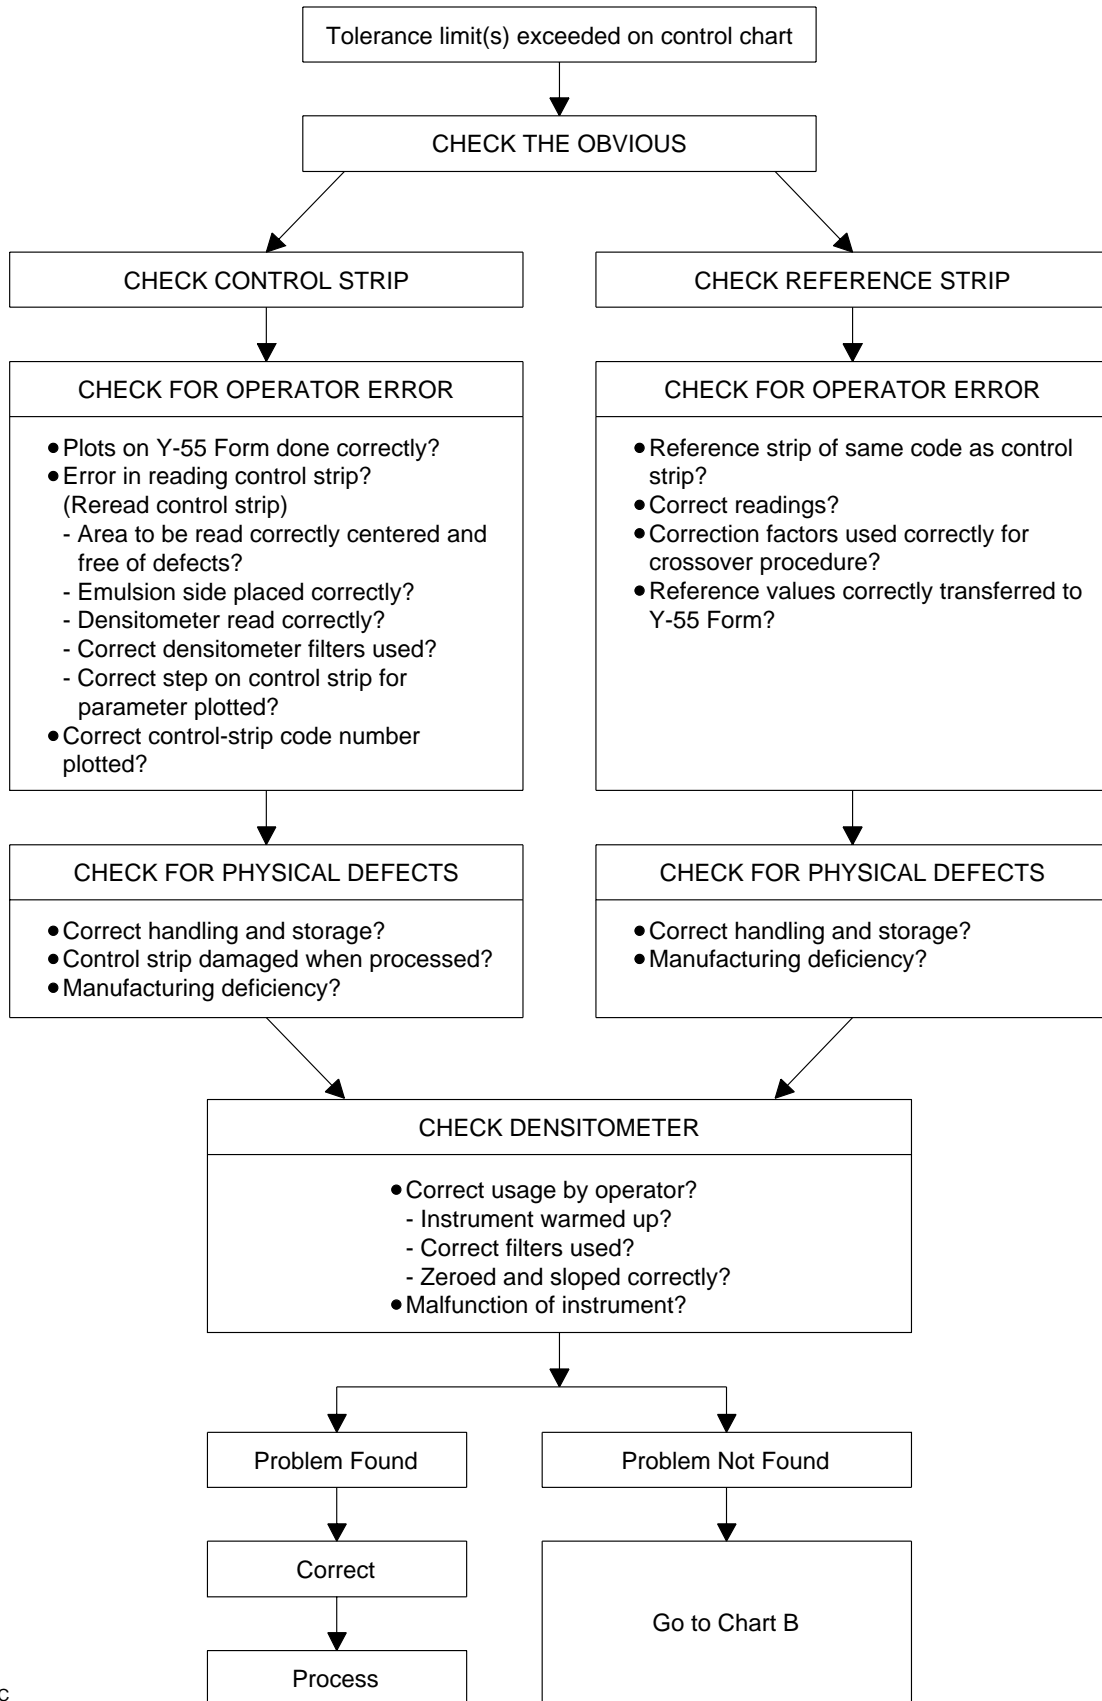 Tolerance limit(s) exceeded on control chart
CHECK THE OBVIOUS
CHECK CONTROL STRIP
CHECK FOR OPERATOR ERROR
● Plots on Y-55 Form done correctly?
● Error in reading control strip?
(Reread control strip)
- Area to be read correctly centered and
free of defects?
- Emulsion side placed correctly?
- Densitometer read correctly?
- Correct densitometer filters used?
- Correct step on control strip for
parameter plotted?
● Correct control-strip code number
plotted?
CHECK FOR PHYSICAL DEFECTS
● Correct handling and storage?
● Control strip damaged when processed?
● Manufacturing deficiency?
CHECK REFERENCE STRIP
CHECK FOR OPERATOR ERROR
● Reference strip of same code as control
strip?
● Correct readings?
● Correction factors used correctly for
crossover procedure?
● Reference values correctly transferred to
Y-55 Form?
CHECK FOR PHYSICAL DEFECTS
● Correct handling and storage?
● Manufacturing deficiency?
CHECK DENSITOMETER
● Correct usage by operator?
- Instrument warmed up?
- Correct filters used?
- Zeroed and sloped correctly?
● Malfunction of instrument?
Problem Found
Correct
Process
Problem Not Found
Go to Chart B
C